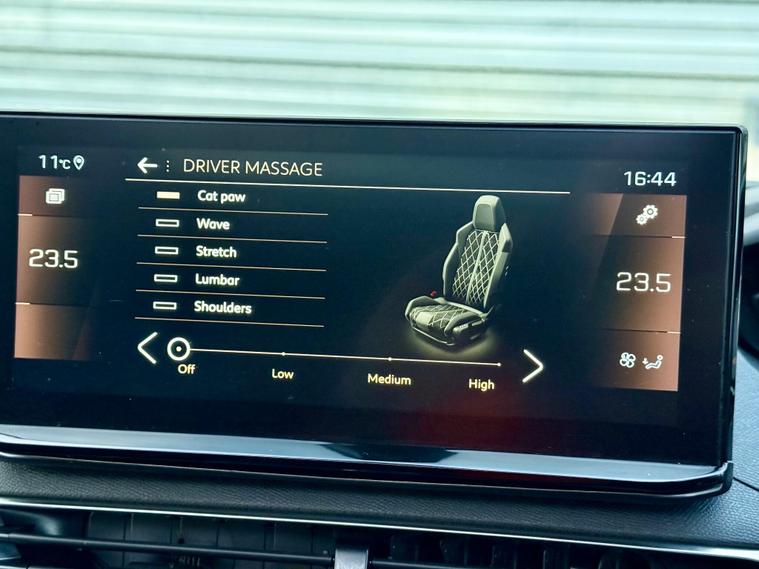 11°C
DRIVER MASSAGE
16:44
Cat paw
Wave
Stretch
Lumbar
Shoulders
23.5
23.5
Off Low Medium High